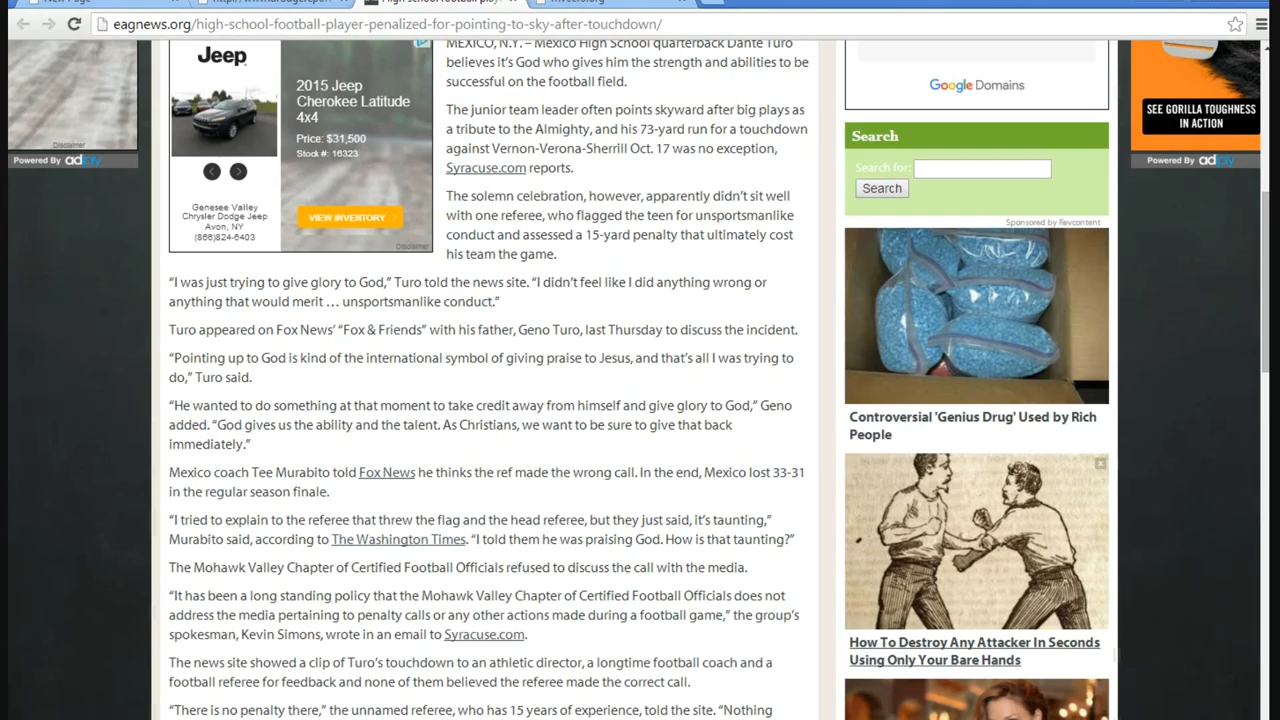 eagnews.org/high-school-football-player-penalized-for-pointing-to-sky-after-touchdown/
Disclaimer
Powered By adply
Jeep
2015 Jeep
Cherokee Latitude
4x4
Price: $31,500
Stock #: 16323
Genesee Valley
Chrysler Dodge Jeep
Avon, NY
(866)824-6403
VIEW INVENTORY
Disclaimer
MEXICO, N.Y. – Mexico High School quarterback Dante Turo
believes it’s God who gives him the strength and abilities to be
successful on the football field.
The junior team leader often points skyward after big plays as
a tribute to the Almighty, and his 73-yard run for a touchdown
against Vernon-Verona-Sherrill Oct. 17 was no exception,
Syracuse.com reports.
The solemn celebration, however, apparently didn’t sit well
with one referee, who flagged the teen for unsportsmanlike
conduct and assessed a 15-yard penalty that ultimately cost
his team the game.
“I was just trying to give glory to God,” Turo told the news site. “I didn’t feel like I did anything wrong or
anything that would merit … unsportsmanlike conduct.”
Turo appeared on Fox News’ “Fox & Friends” with his father, Geno Turo, last Thursday to discuss the incident.
“Pointing up to God is kind of the international symbol of giving praise to Jesus, and that’s all I was trying to
do,” Turo said.
“He wanted to do something at that moment to take credit away from himself and give glory to God,” Geno
added. “God gives us the ability and the talent. As Christians, we want to be sure to give that back
immediately.”
Mexico coach Tee Murabito told Fox News he thinks the ref made the wrong call. In the end, Mexico lost 33-31
in the regular season finale.
“I tried to explain to the referee that threw the flag and the head referee, but they just said, it’s taunting,”
Murabito said, according to The Washington Times. “I told them he was praising God. How is that taunting?”
The Mohawk Valley Chapter of Certified Football Officials refused to discuss the call with the media.
“It has been a long standing policy that the Mohawk Valley Chapter of Certified Football Officials does not
address the media pertaining to penalty calls or any other actions made during a football game,” the group’s
spokesman, Kevin Simons, wrote in an email to Syracuse.com.
The news site showed a clip of Turo’s touchdown to an athletic director, a longtime football coach and a
football referee for feedback and none of them believed the referee made the correct call.
“There is no penalty there,” the unnamed referee, who has 15 years of experience, told the site. “Nothing
Google Domains
Search
Search for:
Search
Sponsored by Revcontent
Controversial 'Genius Drug' Used by Rich
People
How To Destroy Any Attacker In Seconds
Using Only Your Bare Hands
SEE GORILLA TOUGHNESS
IN ACTION
Powered By adply